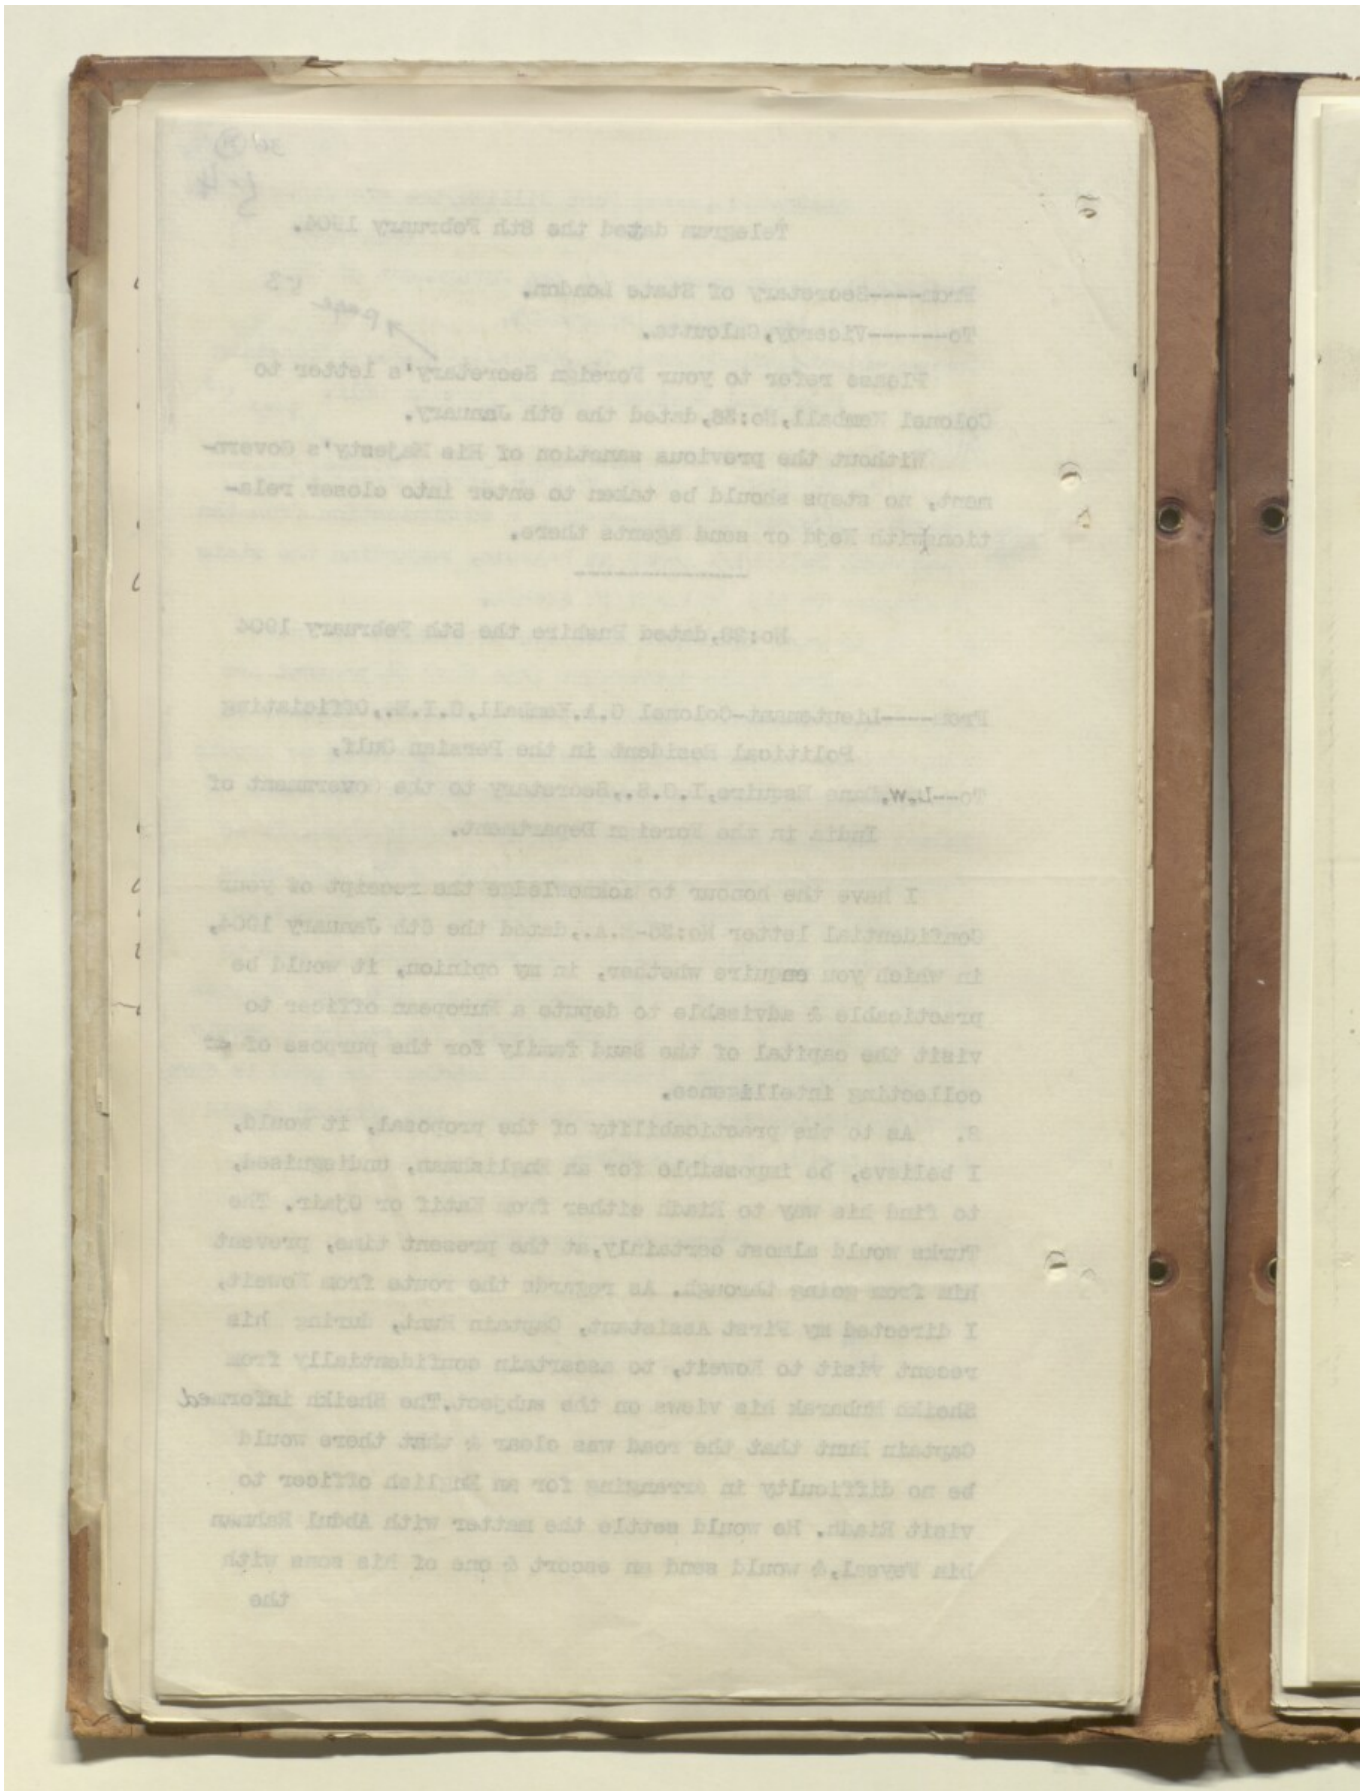 Telegram dated the 8th February 1904.
From-----Secretary of State London.
To-------Viceroy, Calcutta.
page 53
Please refer to your Foreign Secretary's letter to
Colonel Kemball, No:36, dated the 6th January.
Without the previous sanction of His Majesty's Govern-
ment, no steps should be taken to enter into closer rela-
tions with Nejd or send Agents there.
No:28, dated Bushire the 5th February 1904
From----Lieutenant-Colonel C.A.Kemball, C.I.E., Officiating
Political Resident in the Persian Gulf,
To--L.W.Dane Esquire, I.C.S., Secretary to the Government of
India in the Foreign Department.
I have the honour to acknowledge the receipt of your
Confidential letter No:36-E.A., dated the 6th January 1904,
in which you enquire whether, in my opinion, it would be
practicable & advisable to depute a European officer to
visit the capital of the Saud family for the purpose of
collecting intelligence.
2. As to the practicability of the proposal, it would,
I believe, be impossible for an Englishman, undisguised,
to find his way to Riadh either from Katif or Ojair. The
Turks would almost certainly, at the present time, prevent
him from going through. As regards the route from Koweit,
I directed my First Assistant, Captain Hunt, during his
recent visit to Koweit, to ascertain confidentially from
Sheikh Mubarak his views on the subject. The Sheikh informed
Captain Hunt that the road was clear & that there would
be no difficulty in arranging for an English officer to
visit Riadh. He would settle the matter with Abdul Rahman
bin Feysal, & would send an escort & one of his sons with
the